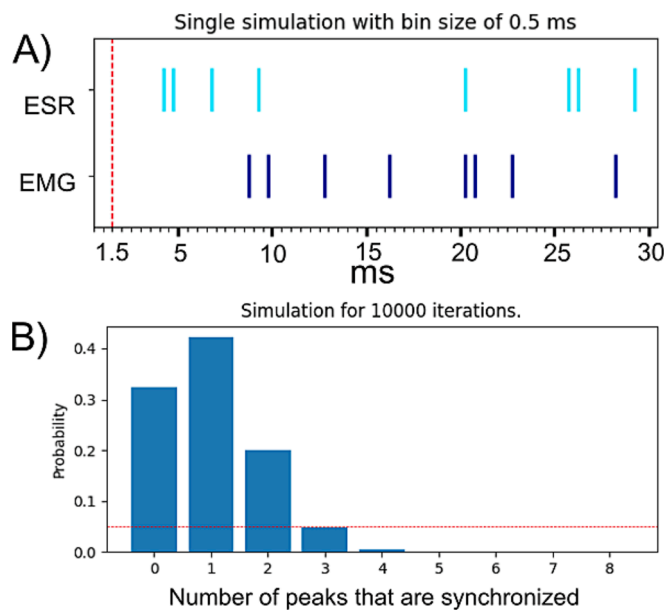 Single simulation with bin size of 0.5 ms
A)
ESR
EMG
1.5 5 10 15 20 25 30
ms
Simulation for 10000 iterations.
B)
Probability
0.4
0.3
0.2
0.1
0.0
0 1 2 3 4 5 6 7 8
Number of peaks that are synchronized